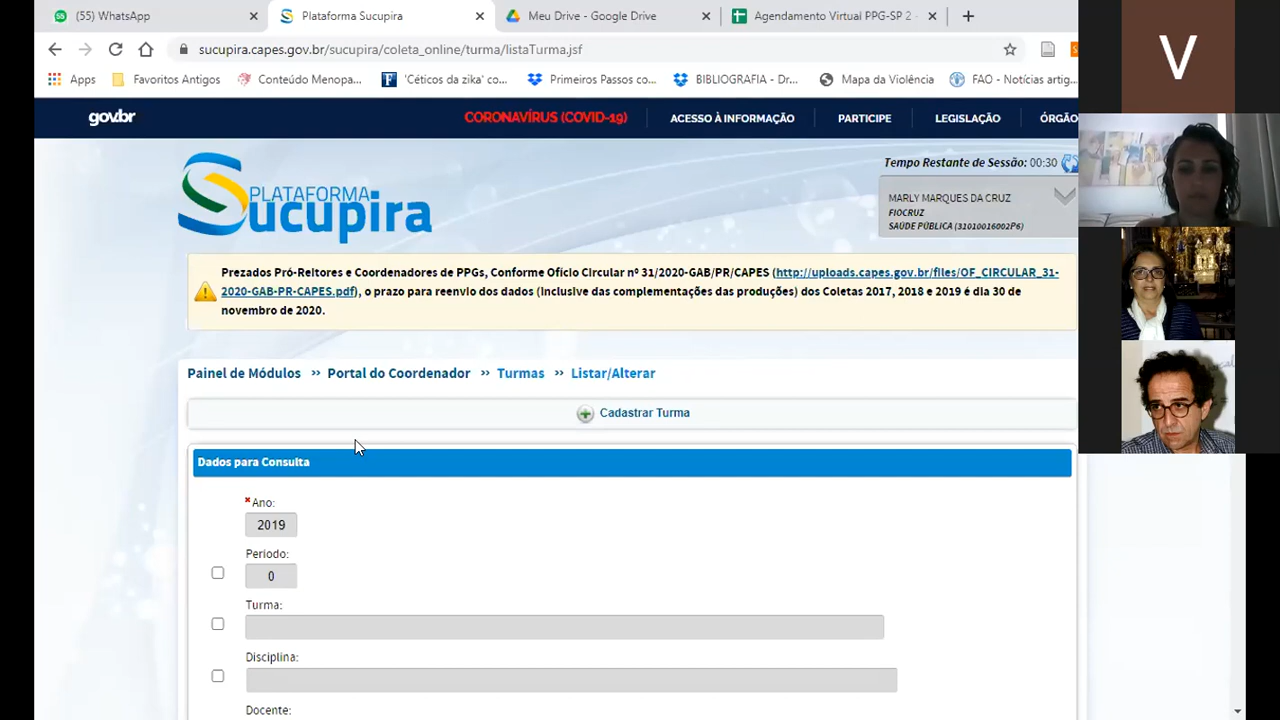 (55) WhatsApp
Plataforma Sucupira
Meu Drive - Google Drive
Agendamento Virtual PPG-SP 2 -
sucupira.capes.gov.br/sucupira/coleta_online/turma/listaTurma.jsf
Apps
Favoritos Antigos
Conteúdo Menopa...
'Céticos da zika' co...
Primeiros Passos co...
BIBLIOGRAFIA - Dr...
Mapa da Violência
FAO - Notícias artig...
V
gov.br
CORONAVÍRUS (COVID-19)
ACESSO À INFORMAÇÃO
PARTICIPE
LEGISLAÇÃO
ÓRGÃO
PLATAFORMA
Sucupira
Tempo Restante de Sessão: 00:30
MARLY MARQUES DA CRUZ
FIOCRUZ
SAÚDE PÚBLICA (31010016002P6)
Prezados Pró-Reitores e Coordenadores de PPGs, Conforme Ofício Circular nº 31/2020-GAB/PR/CAPES (http://uploads.capes.gov.br/files/OF_CIRCULAR_31-
2020-GAB-PR-CAPES.pdf), o prazo para reenvio dos dados (inclusive das complementações das produções) dos Coletas 2017, 2018 e 2019 é dia 30 de
novembro de 2020.
Painel de Módulos >> Portal do Coordenador >> Turmas >> Listar/Alterar
Cadastrar Turma
Dados para Consulta
Ano:
2019
Período:
0
Turma:
Disciplina:
Docente: